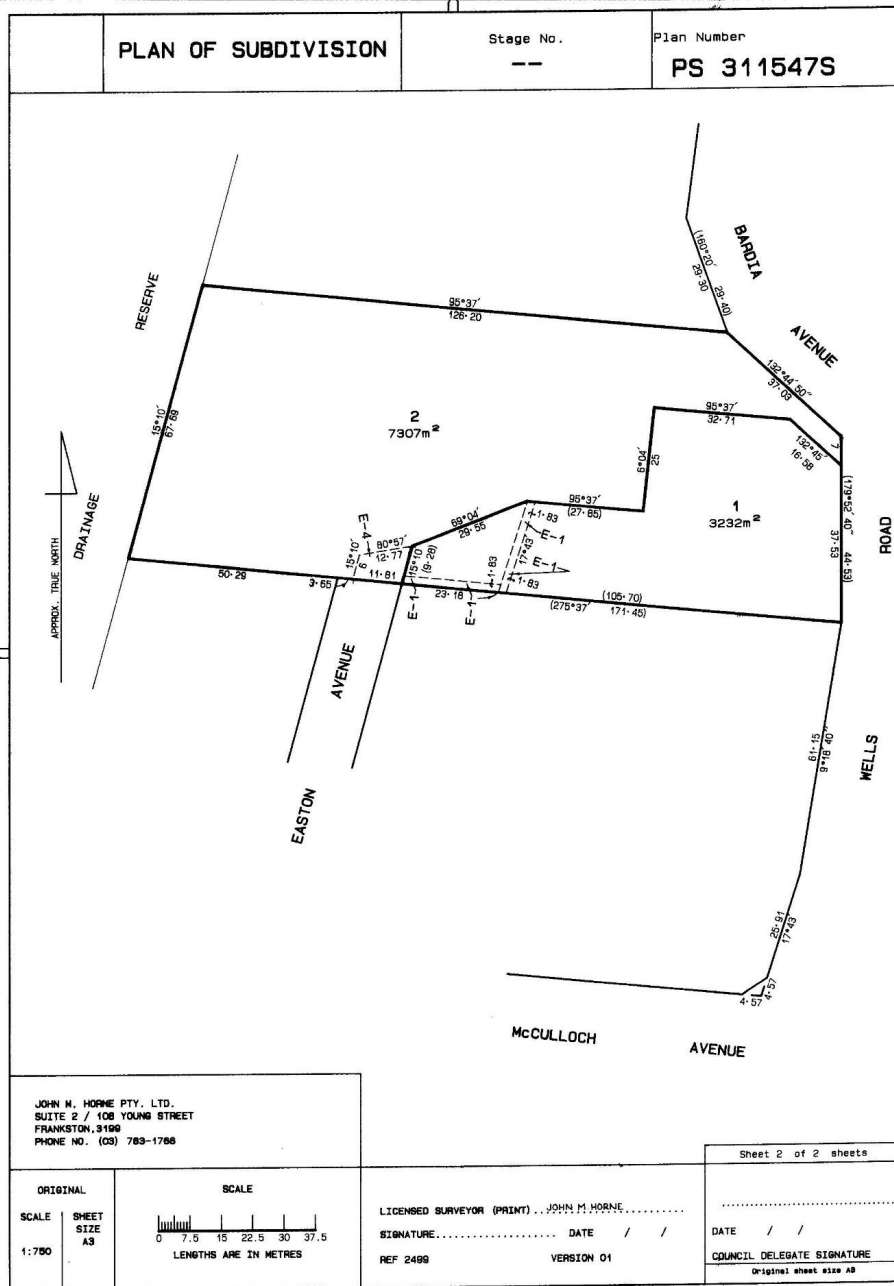 PLAN OF SUBDIVISION
Stage No.
--
Plan Number
PS 311547S
BARDIA
AVENUE
(160°20′ 29·40)
29·30
RESERVE
DRAINAGE
95°37′
126·20
132°44′50″
37·03
15°10′
67·69
2
7307m²
95°37′
32·71
132°45′
16·58
7
6°04′
25
1
3232m²
(179°52′40″ 44·53)
37·53
ROAD
WELLS
APPROX. TRUE NORTH
69°04′
29·55
95°37′
(27·85)
E-4
80°57′
12·77
15°10′
9
15°10′
(9·28)
1·83
E-1
17°43′
E-1
1·83
1·83
50·29
3·65
11·81
E-1
23·18
E-1
(105·70)
(275°37′ 171·45)
AVENUE
EASTON
61·15
9°18′40″
25·91
17°43′
4·57
4·57
McCULLOCH
AVENUE
JOHN M. HORNE PTY. LTD.
SUITE 2 / 108 YOUNG STREET
FRANKSTON,3199
PHONE NO. (03) 783-1766
Sheet 2 of 2 sheets
ORIGINAL
SCALE
SHEET SIZE
A3
1:750
SCALE
0 7.5 15 22.5 30 37.5
LENGTHS ARE IN METRES
LICENSED SURVEYOR (PRINT)..JOHN M.HORNE..........
SIGNATURE.................... DATE / /
REF 2499 VERSION 01
DATE / /
COUNCIL DELEGATE SIGNATURE
Original sheet size A3